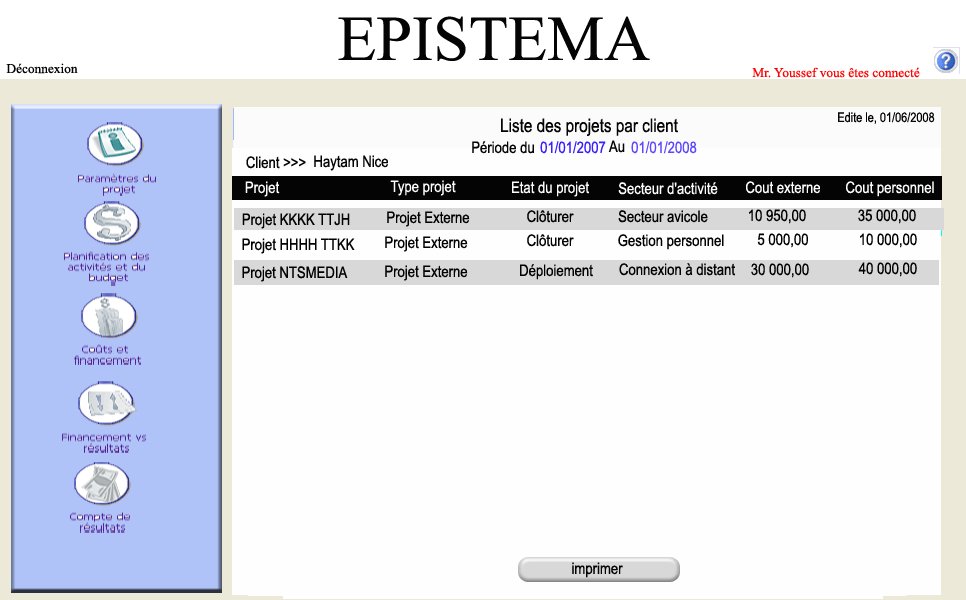 EPISTEMA
Déconnexion
Mr. Youssef vous êtes connecté
?
Paramètres du
projet
Planification des
activités et du
budget
Coûts et
financement
Financement vs
résultats
Compte de
résultats
Edite le, 01/06/2008
Liste des projets par client
Période du 01/01/2007 Au 01/01/2008
Client >>> Haytam Nice
Projet Type projet Etat du projet Secteur d'activité Cout externe Cout personnel
Projet KKKK TTJH Projet Externe Clôturer Secteur avicole 10 950,00 35 000,00
Projet HHHH TTKK Projet Externe Clôturer Gestion personnel 5 000,00 10 000,00
Projet NTSMEDIA Projet Externe Déploiement Connexion à distant 30 000,00 40 000,00
imprimer